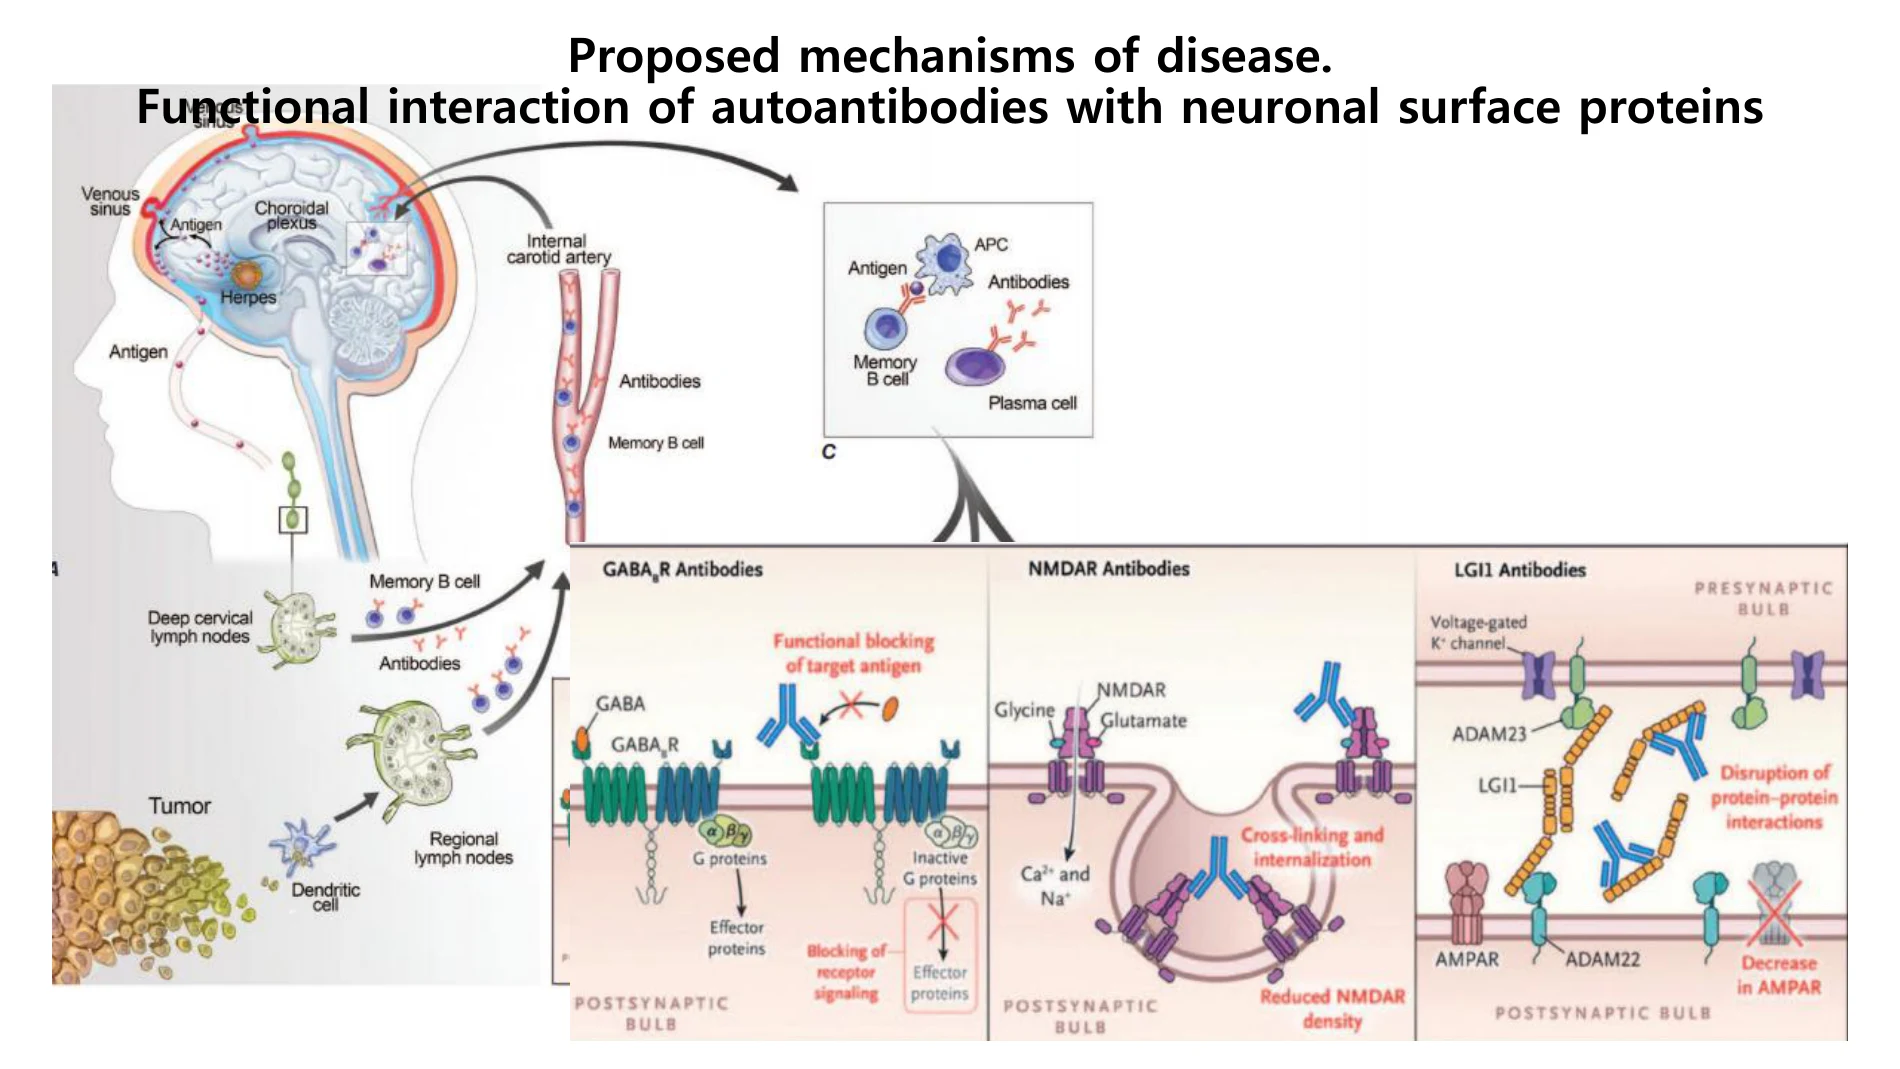 Proposed mechanisms of disease.
Functional interaction of autoantibodies with neuronal surface proteins
Venous
sinus
Venous
sinus
Antigen
Choroidal
plexus
Herpes
Antigen
Internal
carotid artery
Antibodies
Memory B cell
APC
Antigen
Antibodies
Memory
B cell
Plasma cell
C
A
Memory B cell
Deep cervical
lymph nodes
Antibodies
Tumor
Regional
lymph nodes
Dendritic
cell
GABA_BR Antibodies
Functional blocking
of target antigen
GABA
GABA_BR
α β/γ
α β/γ
G proteins
Inactive
G proteins
Effector
proteins
Blocking of
receptor
signaling
Effector
proteins
POSTSYNAPTIC
BULB
NMDAR Antibodies
NMDAR
Glycine
Glutamate
Cross-linking and
internalization
Ca²⁺ and
Na⁺
Reduced NMDAR
density
POSTSYNAPTIC
BULB
LGI1 Antibodies
PRESYNAPTIC
BULB
Voltage-gated
K⁺ channel
ADAM23
LGI1
Disruption of
protein–protein
interactions
AMPAR
ADAM22
Decrease
in AMPAR
POSTSYNAPTIC BULB